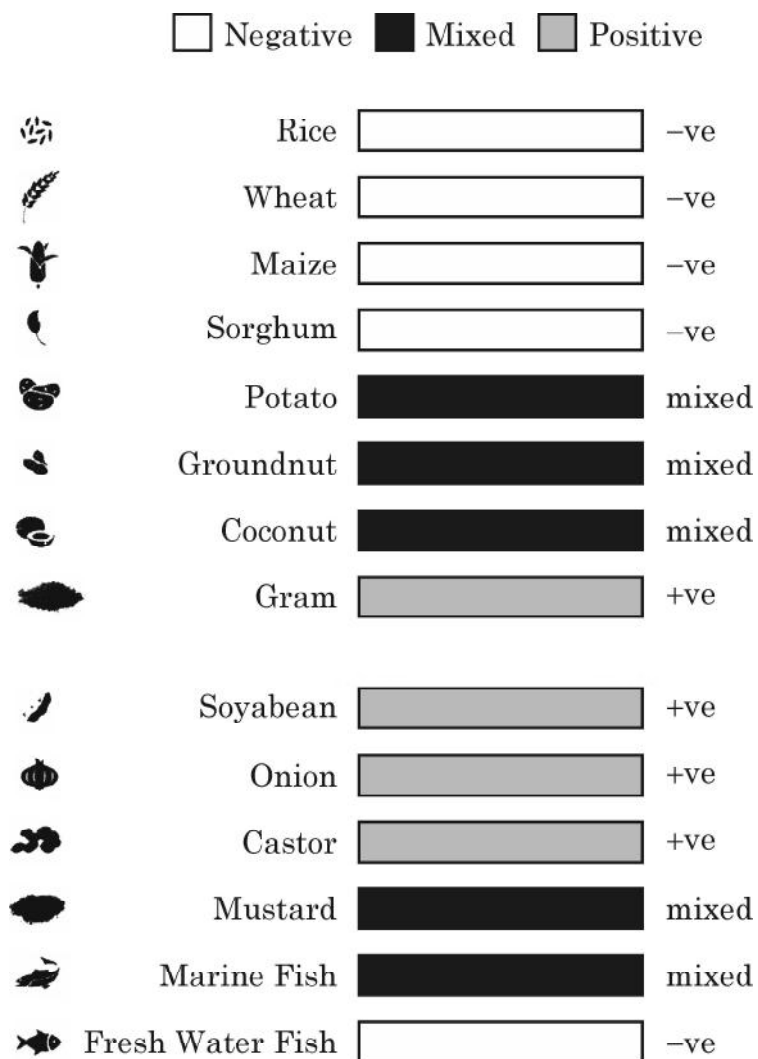 Negative Mixed Positive
Rice –ve
Wheat –ve
Maize –ve
Sorghum –ve
Potato mixed
Groundnut mixed
Coconut mixed
Gram +ve
Soyabean +ve
Onion +ve
Castor +ve
Mustard mixed
Marine Fish mixed
Fresh Water Fish –ve